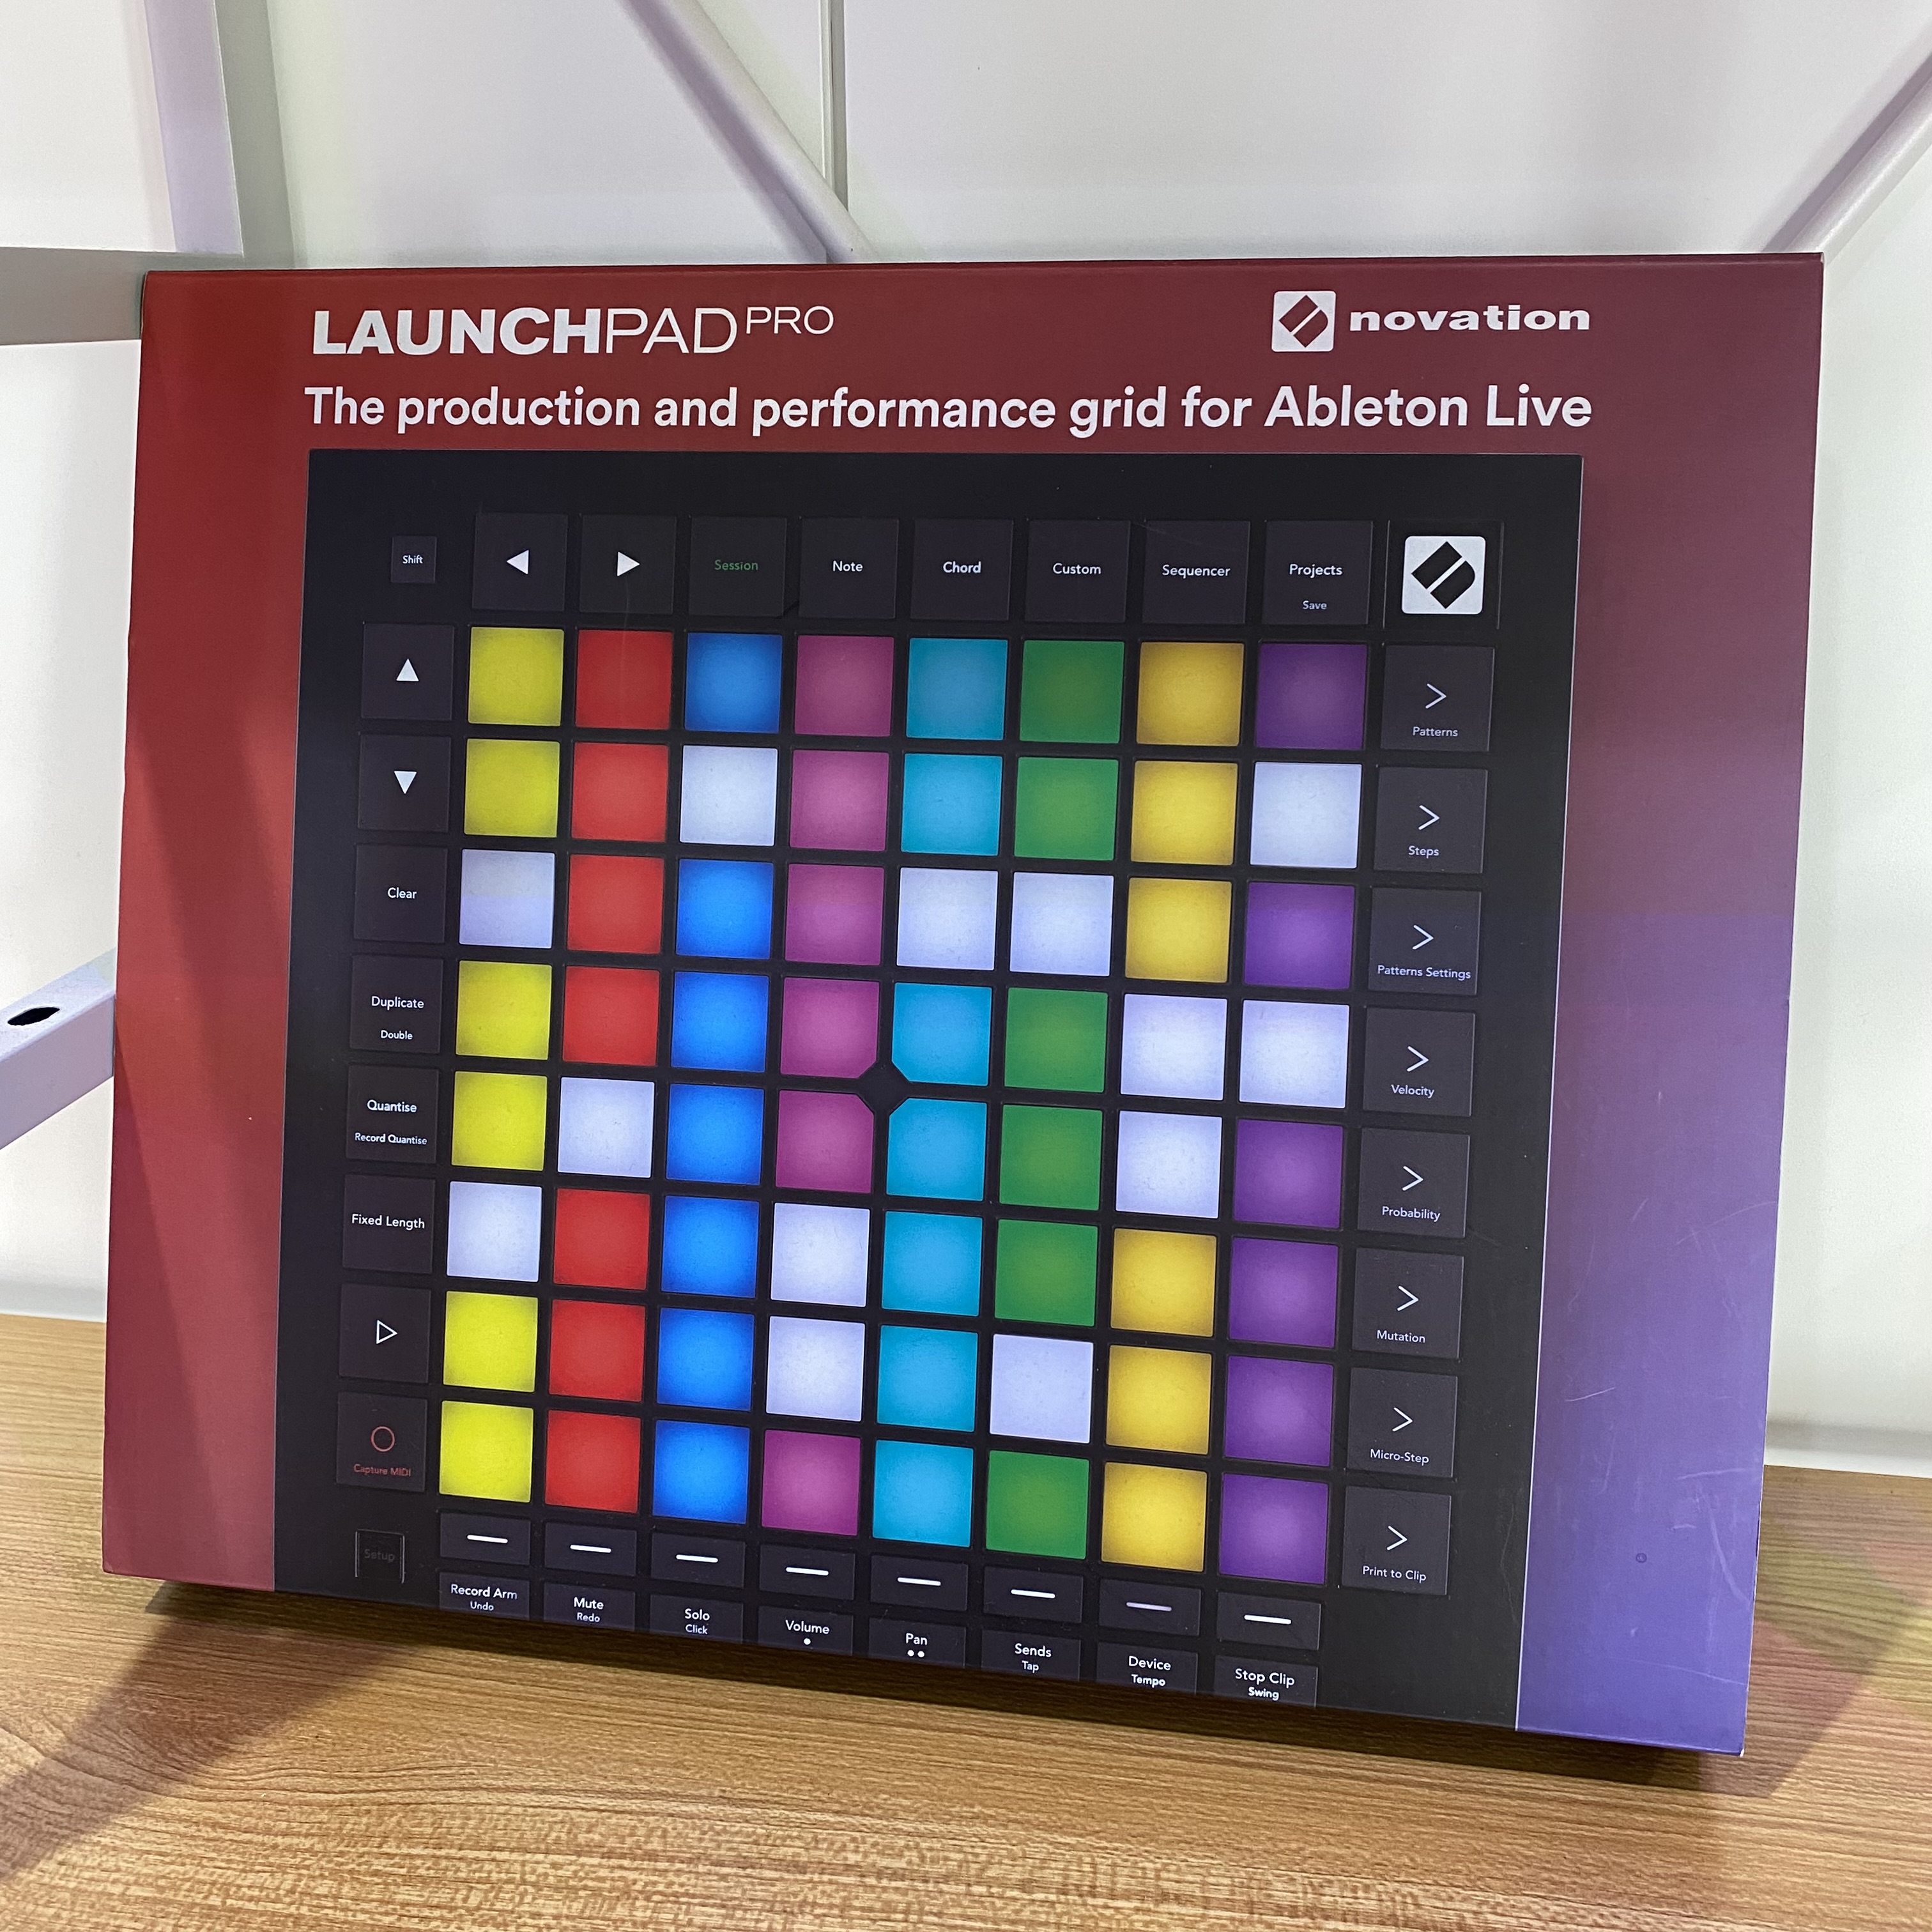 LAUNCHPAD PRO
novation
The production and performance grid for Ableton Live
Shift
Session
Note
Chord
Custom
Sequencer
Projects
Save
Patterns
Steps
Clear
Patterns Settings
Duplicate
Double
Velocity
Quantise
Record Quantise
Probability
Fixed Length
Mutation
Capture MIDI
Micro-Step
Setup
Print to Clip
Record Arm
Undo
Mute
Redo
Solo
Click
Volume
Pan
Sends
Tap
Device
Tempo
Stop Clip
Swing